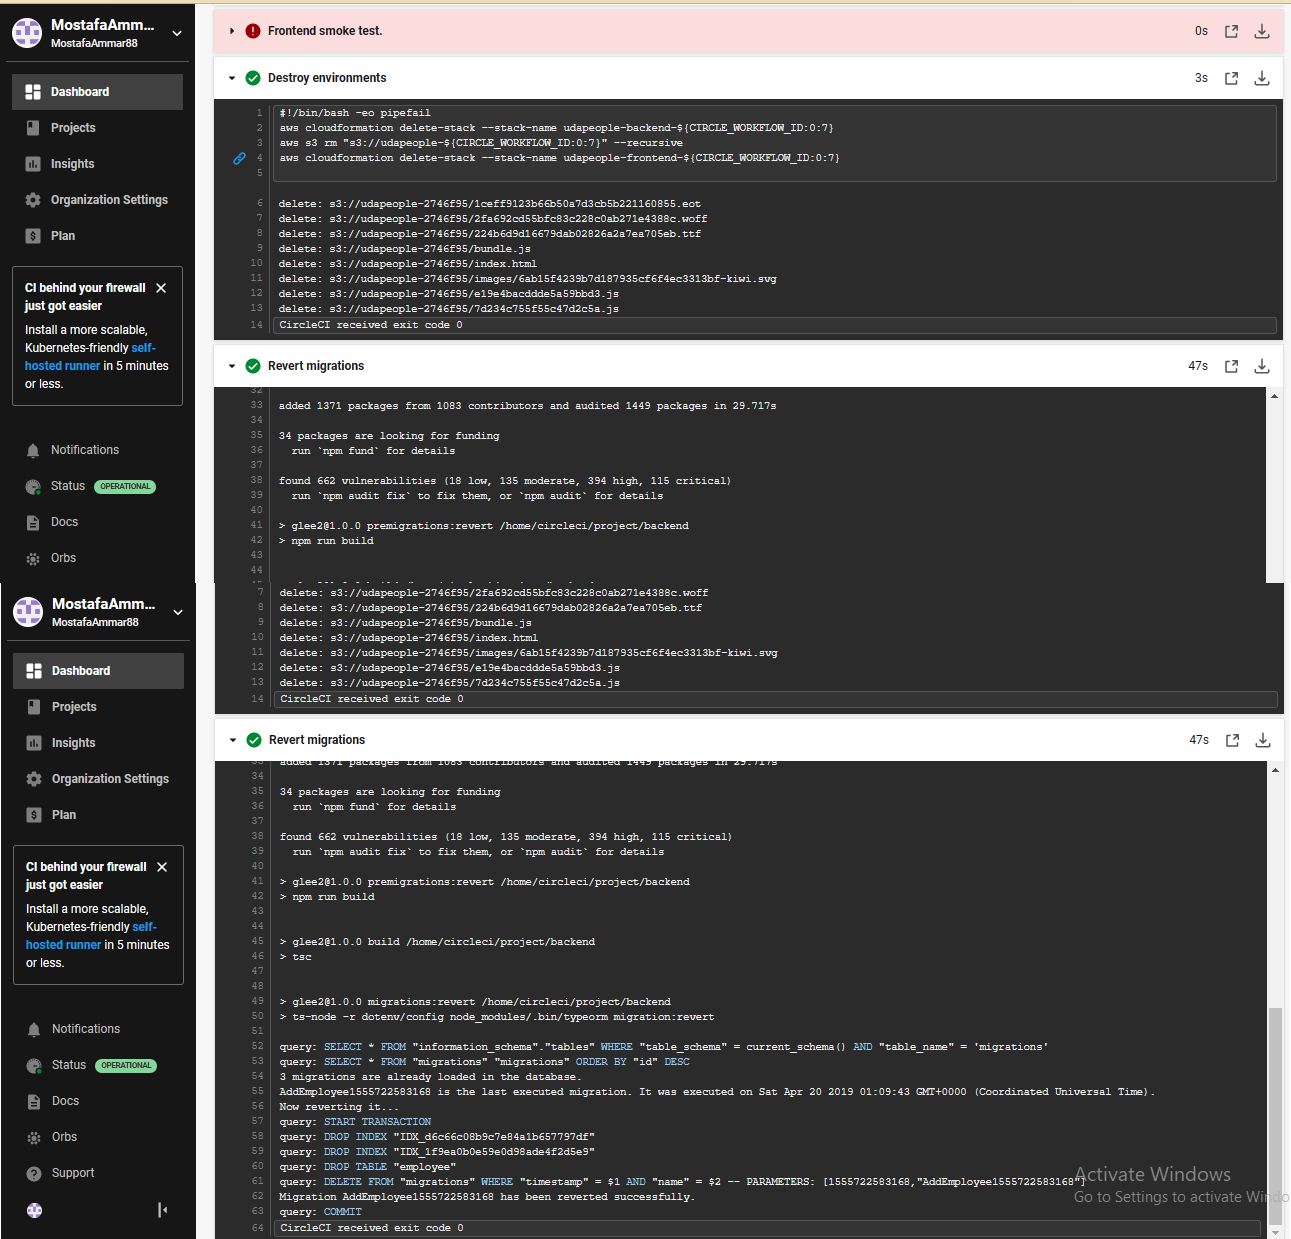 MostafaAmm...
MostafaAmmar88
Dashboard
Projects
Insights
Organization Settings
Plan
CI behind your firewall
just got easier
Install a more scalable,
Kubernetes-friendly self-
hosted runner in 5 minutes
or less.
Notifications
Status OPERATIONAL
Docs
Orbs
Frontend smoke test. 0s
Destroy environments 3s
1 #!/bin/bash -eo pipefail
2 aws cloudformation delete-stack --stack-name udapeople-backend-${CIRCLE_WORKFLOW_ID:0:7}
3 aws s3 rm "s3://udapeople-${CIRCLE_WORKFLOW_ID:0:7}" --recursive
4 aws cloudformation delete-stack --stack-name udapeople-frontend-${CIRCLE_WORKFLOW_ID:0:7}
5
6 delete: s3://udapeople-2746f95/1ceff9123b66b50a7d3cb5b221160855.eot
7 delete: s3://udapeople-2746f95/2fa692cd55bfc83c228c0ab271e4388c.woff
8 delete: s3://udapeople-2746f95/224b6d9d16679dab02826a2a7ea705eb.ttf
9 delete: s3://udapeople-2746f95/bundle.js
10 delete: s3://udapeople-2746f95/index.html
11 delete: s3://udapeople-2746f95/images/6ab15f4239b7d187935cf6f4ec3313bf-kiwi.svg
12 delete: s3://udapeople-2746f95/e19e4bacddde5a59bbd3.js
13 delete: s3://udapeople-2746f95/7d234c755f55c47d2c5a.js
14 CircleCI received exit code 0
Revert migrations 47s
32
33 added 1371 packages from 1083 contributors and audited 1449 packages in 29.717s
34
35 34 packages are looking for funding
36 run `npm fund` for details
37
38 found 662 vulnerabilities (18 low, 135 moderate, 394 high, 115 critical)
39 run `npm audit fix` to fix them, or `npm audit` for details
40
41 > glee2@1.0.0 premigrations:revert /home/circleci/project/backend
42 > npm run build
43
44
MostafaAmm...
MostafaAmmar88
Dashboard
Projects
Insights
Organization Settings
Plan
CI behind your firewall
just got easier
Install a more scalable,
Kubernetes-friendly self-
hosted runner in 5 minutes
or less.
Notifications
Status OPERATIONAL
Docs
Orbs
Support
7 delete: s3://udapeople-2746f95/2fa692cd55bfc83c228c0ab271e4388c.woff
8 delete: s3://udapeople-2746f95/224b6d9d16679dab02826a2a7ea705eb.ttf
9 delete: s3://udapeople-2746f95/bundle.js
10 delete: s3://udapeople-2746f95/index.html
11 delete: s3://udapeople-2746f95/images/6ab15f4239b7d187935cf6f4ec3313bf-kiwi.svg
12 delete: s3://udapeople-2746f95/e19e4bacddde5a59bbd3.js
13 delete: s3://udapeople-2746f95/7d234c755f55c47d2c5a.js
14 CircleCI received exit code 0
Revert migrations 47s
33 added 1371 packages from 1083 contributors and audited 1449 packages in 29.717s
34
35 34 packages are looking for funding
36 run `npm fund` for details
37
38 found 662 vulnerabilities (18 low, 135 moderate, 394 high, 115 critical)
39 run `npm audit fix` to fix them, or `npm audit` for details
40
41 > glee2@1.0.0 premigrations:revert /home/circleci/project/backend
42 > npm run build
43
44
45 > glee2@1.0.0 build /home/circleci/project/backend
46 > tsc
47
48
49 > glee2@1.0.0 migrations:revert /home/circleci/project/backend
50 > ts-node -r dotenv/config node_modules/.bin/typeorm migration:revert
51
52 query: SELECT * FROM "information_schema"."tables" WHERE "table_schema" = current_schema() AND "table_name" = 'migrations'
53 query: SELECT * FROM "migrations" "migrations" ORDER BY "id" DESC
54 3 migrations are already loaded in the database.
55 AddEmployee1555722583168 is the last executed migration. It was executed on Sat Apr 20 2019 01:09:43 GMT+0000 (Coordinated Universal Time).
56 Now reverting it...
57 query: START TRANSACTION
58 query: DROP INDEX "IDX_d6c66c08b9c7e84a1b657797df"
59 query: DROP INDEX "IDX_1f9ea0b0e59e0d98ade4f2d5e9"
60 query: DROP TABLE "employee"
61 query: DELETE FROM "migrations" WHERE "timestamp" = $1 AND "name" = $2 -- PARAMETERS: [1555722583168,"AddEmployee1555722583168"]
62 Migration AddEmployee1555722583168 has been reverted successfully.
63 query: COMMIT
64 CircleCI received exit code 0
Activate Windows
Go to Settings to activate Windo